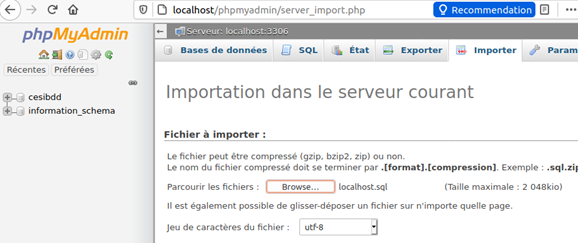 localhost/phpmyadmin/server_import.php
Recommendation
phpMyAdmin
Récentes
Préférées
cesibdd
information_schema
Serveur: localhost:3306
Bases de données
SQL
État
Exporter
Importer
Param
Importation dans le serveur courant
Fichier à importer :
Le fichier peut être compressé (gzip, bzip2, zip) ou non.
Le nom du fichier compressé doit se terminer par .[format].[compression]. Exemple : .sql.zip
Parcourir les fichiers : Browse... localhost.sql (Taille maximale : 2 048kio)
Il est également possible de glisser-déposer un fichier sur n'importe quelle page.
Jeu de caractères du fichier : utf-8